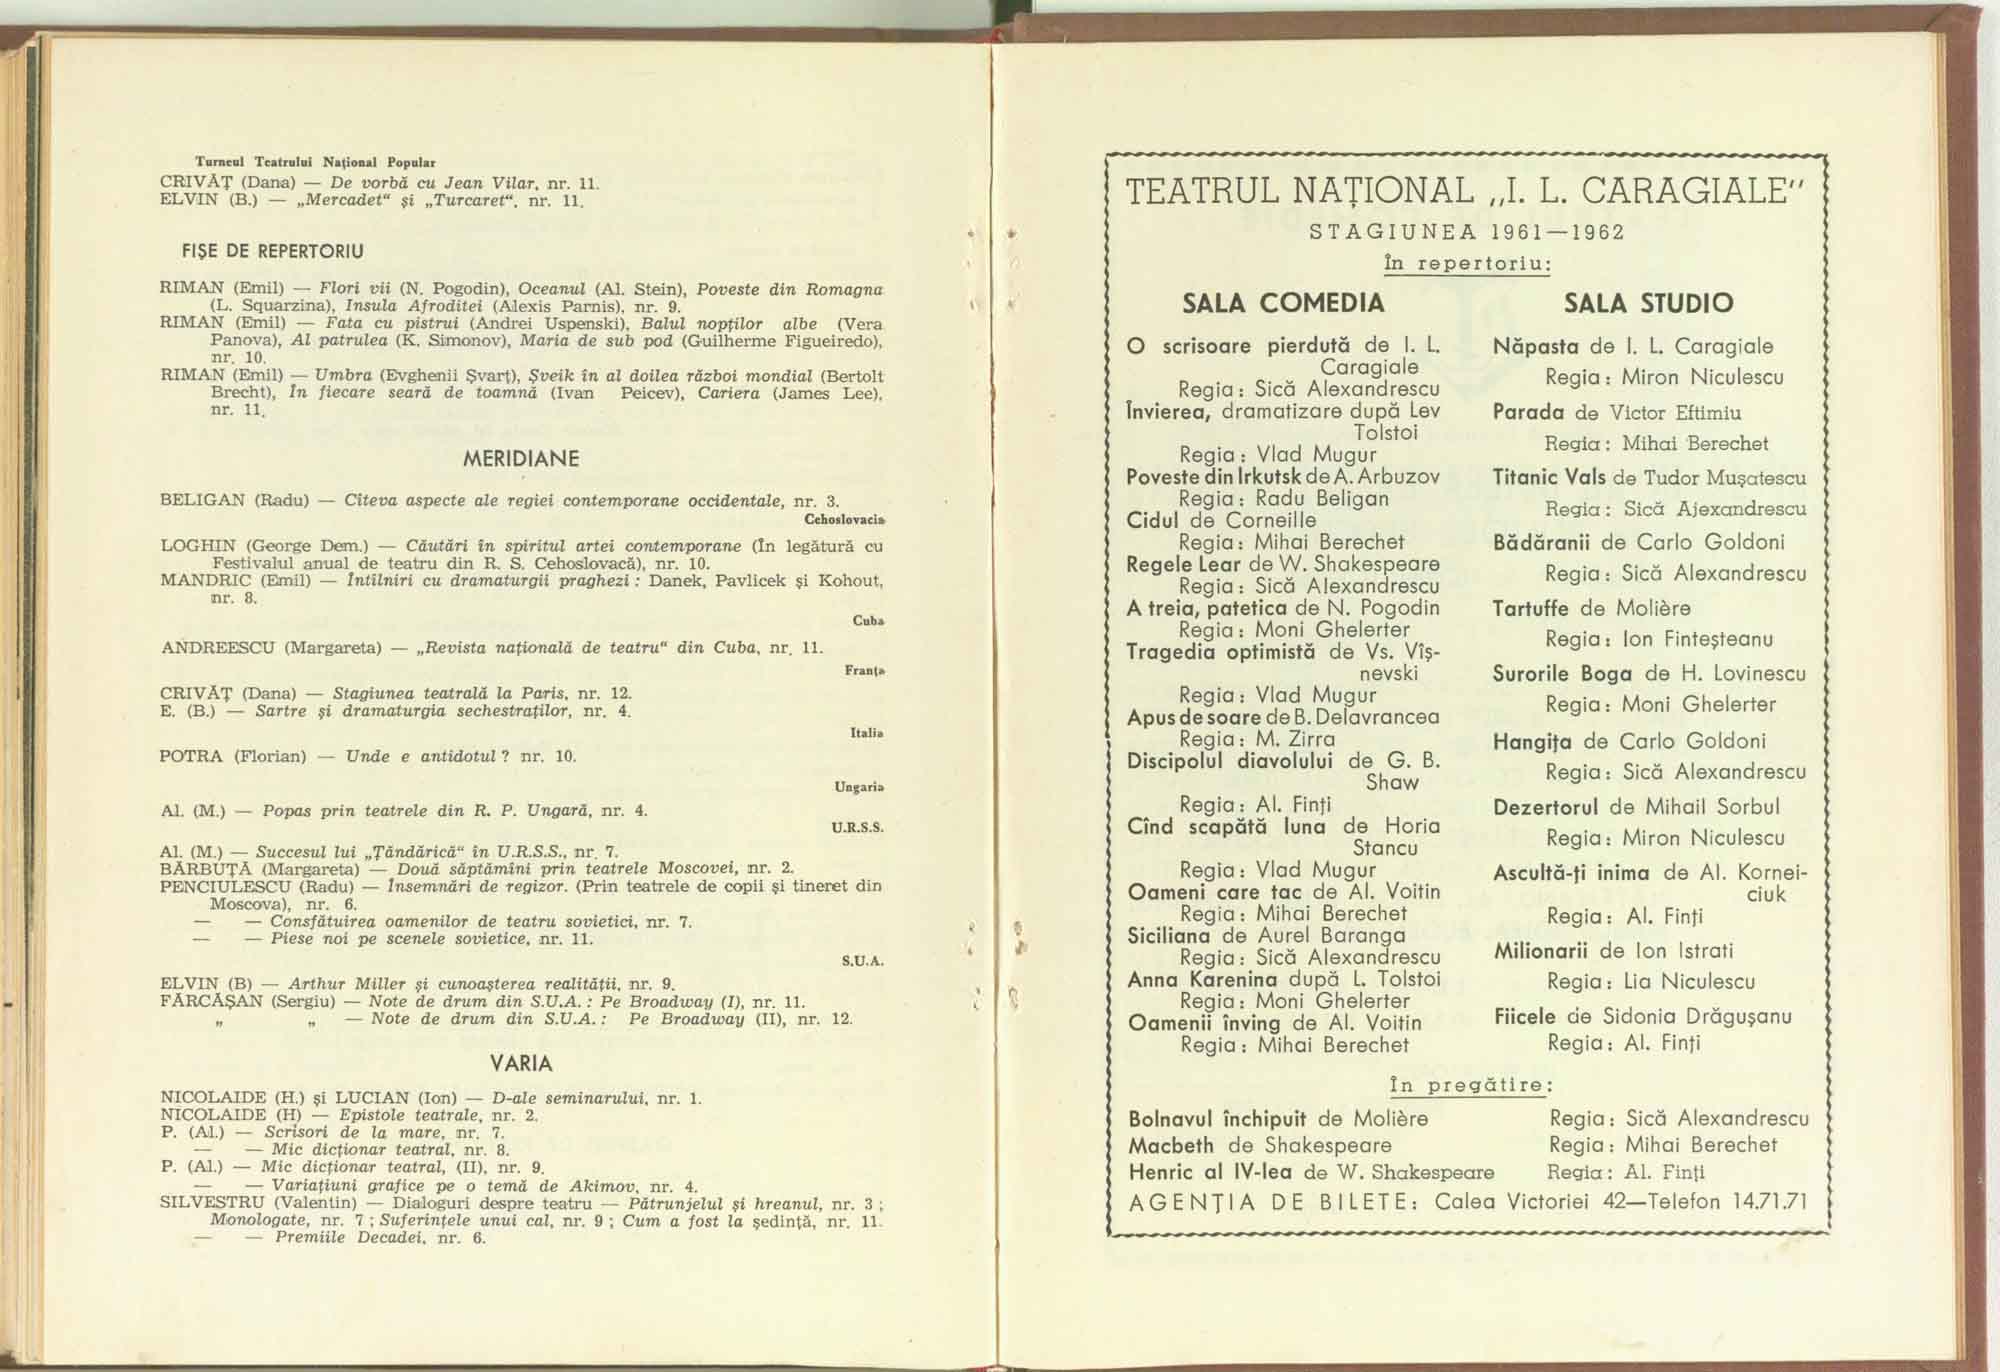 Turneul Teatrului Național Popular
CRIVĂȚ (Dana) — De vorbă cu Jean Vilar, nr. 11.
ELVIN (B.) — „Mercadet“ și „Turcaret“, nr. 11.
FIȘE DE REPERTORIU
RIMAN (Emil) — Flori vii (N. Pogodin), Oceanul (Al. Stein), Poveste din Romagna
(L. Squarzina), Insula Afroditei (Alexis Parnis), nr. 9.
RIMAN (Emil) — Fata cu pistrui (Andrei Uspenski), Balul nopților albe (Vera
Panova), Al patrulea (K. Simonov), Maria de sub pod (Guilherme Figueiredo),
nr. 10.
RIMAN (Emil) — Umbra (Evghenii Șvarț), Șveik în al doilea război mondial (Bertolt
Brecht), În fiecare seară de toamnă (Ivan Peicev), Cariera (James Lee),
nr. 11.
MERIDIANE
BELIGAN (Radu) — Cîteva aspecte ale regiei contemporane occidentale, nr. 3.
Cehoslovacia
LOGHIN (George Dem.) — Căutări în spiritul artei contemporane (În legătură cu
Festivalul anual de teatru din R. S. Cehoslovacă), nr. 10.
MANDRIC (Emil) — Întîlniri cu dramaturgii praghezi : Danek, Pavlicek și Kohout,
nr. 8.
Cuba
ANDREESCU (Margareta) — „Revista națională de teatru“ din Cuba, nr. 11.
Franța
CRIVĂȚ (Dana) — Stagiunea teatrală la Paris, nr. 12.
E. (B.) — Sartre și dramaturgia sechestraților, nr. 4.
Italia
POTRA (Florian) — Unde e antidotul ? nr. 10.
Ungaria
Al. (M.) — Popas prin teatrele din R. P. Ungară, nr. 4.
U.R.S.S.
Al. (M.) — Succesul lui „Țăndărică“ în U.R.S.S., nr. 7.
BĂRBUȚĂ (Margareta) — Două săptămîni prin teatrele Moscovei, nr. 2.
PENCIULESCU (Radu) — Însemnări de regizor. (Prin teatrele de copii și tineret din
Moscova), nr. 6.
— — Consfătuirea oamenilor de teatru sovietici, nr. 7.
— — Piese noi pe scenele sovietice, nr. 11.
S.U.A.
ELVIN (B) — Arthur Miller și cunoașterea realității, nr. 9.
FĂRCĂȘAN (Sergiu) — Note de drum din S.U.A. : Pe Broadway (I), nr. 11.
„ „ — Note de drum din S.U.A. : Pe Broadway (II), nr. 12.
VARIA
NICOLAIDE (H.) și LUCIAN (Ion) — D-ale seminarului, nr. 1.
NICOLAIDE (H) — Epistole teatrale, nr. 2.
P. (Al.) — Scrisori de la mare, nr. 7.
— — Mic dicționar teatral, nr. 8.
P. (Al.) — Mic dicționar teatral, (II), nr. 9.
— — Variațiuni grafice pe o temă de Akimov, nr. 4.
SILVESTRU (Valentin) — Dialoguri despre teatru — Pătrunjelul și hreanul, nr. 3 ;
Monologate, nr. 7 ; Suferințele unui cal, nr. 9 ; Cum a fost la ședință, nr. 11.
— — Premiile Decadei, nr. 6.
TEATRUL NAȚIONAL „I. L. CARAGIALE"
STAGIUNEA 1961—1962
În repertoriu:
SALA COMEDIA
O scrisoare pierdută de I. L.
Caragiale
Regia : Sică Alexandrescu
Învierea, dramatizare după Lev
Tolstoi
Regia : Vlad Mugur
Poveste din Irkutsk de A. Arbuzov
Regia : Radu Beligan
Cidul de Corneille
Regia : Mihai Berechet
Regele Lear de W. Shakespeare
Regia : Sică Alexandrescu
A treia, patetica de N. Pogodin
Regia : Moni Ghelerter
Tragedia optimistă de Vs. Vîș-
nevski
Regia : Vlad Mugur
Apus de soare de B. Delavrancea
Regia : M. Zirra
Discipolul diavolului de G. B.
Shaw
Regia : Al. Finți
Cînd scapătă luna de Horia
Stancu
Regia : Vlad Mugur
Oameni care tac de Al. Voitin
Regia : Mihai Berechet
Siciliana de Aurel Baranga
Regia : Sică Alexandrescu
Anna Karenina după L. Tolstoi
Regia : Moni Ghelerter
Oamenii înving de Al. Voitin
Regia : Mihai Berechet
SALA STUDIO
Năpasta de I. L. Caragiale
Regia : Miron Niculescu
Parada de Victor Eftimiu
Regia : Mihai Berechet
Titanic Vals de Tudor Mușatescu
Regia : Sică Ajexandrescu
Bădăranii de Carlo Goldoni
Regia : Sică Alexandrescu
Tartuffe de Molière
Regia : Ion Finteșteanu
Surorile Boga de H. Lovinescu
Regia : Moni Ghelerter
Hangița de Carlo Goldoni
Regia : Sică Alexandrescu
Dezertorul de Mihail Sorbul
Regia : Miron Niculescu
Ascultă-ți inima de Al. Kornei-
ciuk
Regia : Al. Finți
Milionarii de Ion Istrati
Regia : Lia Niculescu
Fiicele de Sidonia Drăgușanu
Regia : Al. Finți
În pregătire:
Bolnavul închipuit de Molière Regia : Sică Alexandrescu
Macbeth de Shakespeare Regia : Mihai Berechet
Henric al IV-lea de W. Shakespeare Regia : Al. Finți
AGENȚIA DE BILETE: Calea Victoriei 42—Telefon 14.71.71